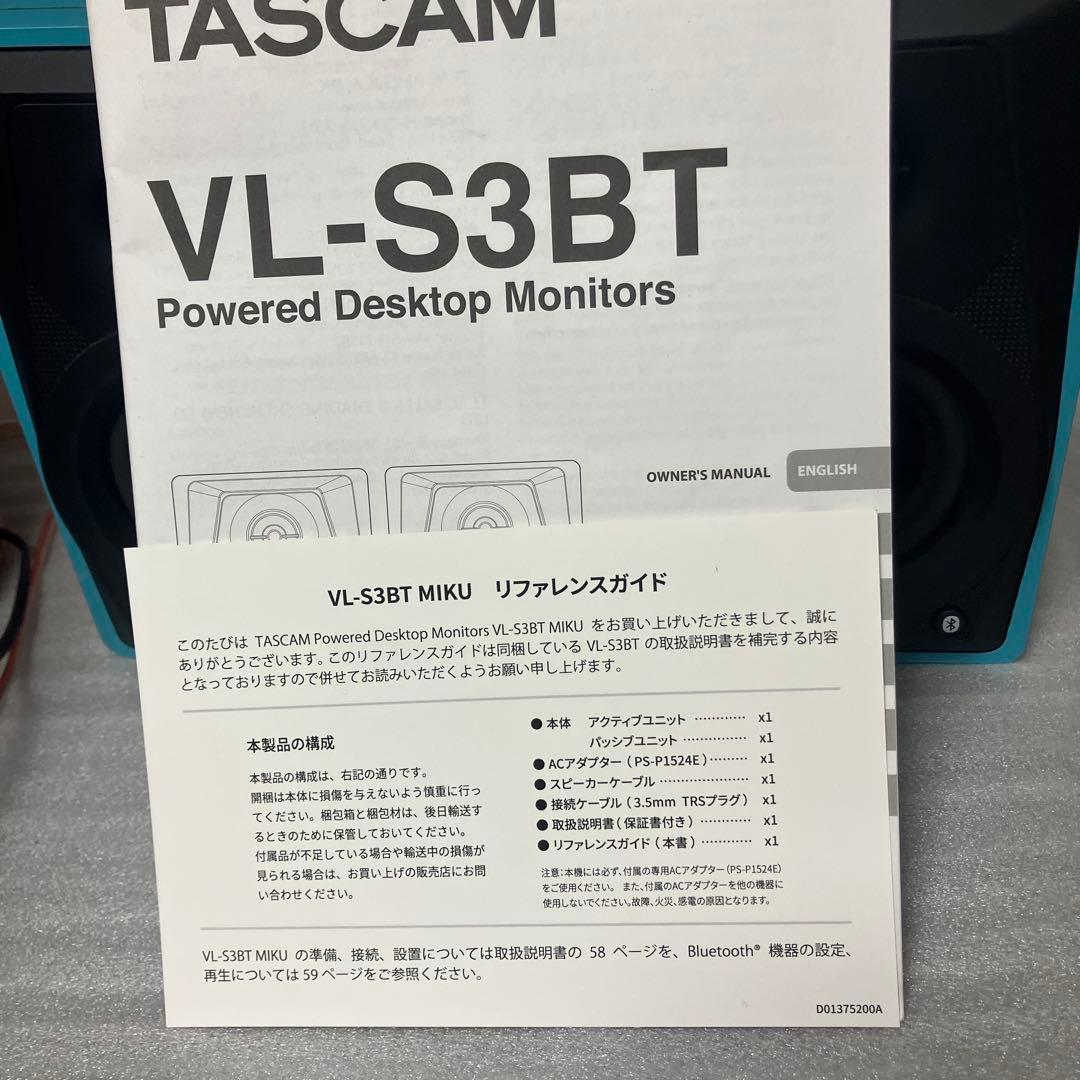 TASCAM
VL-S3BT
Powered Desktop Monitors
OWNER'S MANUAL
ENGLISH
VL-S3BT MIKU　リファレンスガイド
このたびは TASCAM Powered Desktop Monitors VL-S3BT MIKU をお買い上げいただきまして、誠に
ありがとうございます。このリファレンスガイドは同梱している VL-S3BT の取扱説明書を補完する内容
となっておりますので併せてお読みいただくようお願い申し上げます。
本製品の構成
本製品の構成は、右記の通りです。
開梱は本体に損傷を与えないよう慎重に行っ
てください。梱包箱と梱包材は、後日輸送す
るときのために保管しておいてください。
付属品が不足している場合や輸送中の損傷が
見られる場合は、お買い上げの販売店にお問
い合わせください。
● 本体　アクティブユニット ………… x1
パッシブユニット …………… x1
● ACアダプター（PS-P1524E）……… x1
● スピーカーケーブル ………………… x1
● 接続ケーブル（3.5mm TRSプラグ） x1
● 取扱説明書（保証書付き）………… x1
● リファレンスガイド（本書）………… x1
注意：本機には必ず、付属の専用ACアダプター（PS-P1524E）
をご使用ください。また、付属のACアダプターを他の機器に
使用しないでください。故障、火災、感電の原因となります。
VL-S3BT MIKU の準備、接続、設置については取扱説明書の 58 ページを、Bluetooth® 機器の設定、
再生については 59 ページをご参照ください。
D01375200A